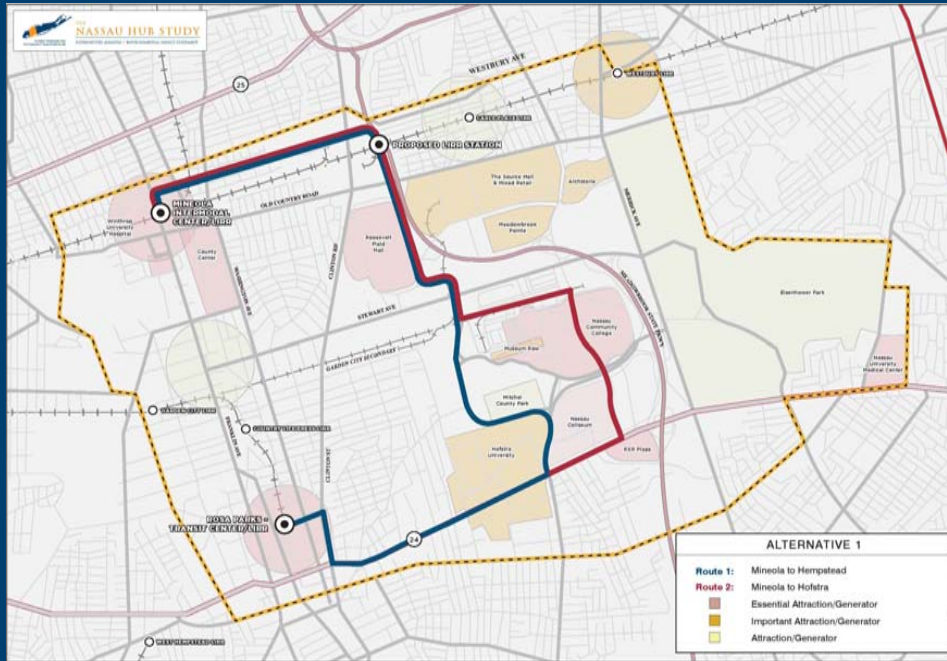 THE
NASSAU HUB STUDY
25
WESTBURY AVE
WESTBURY LIRR
CARLE PLACE LIRR
PROPOSED LIRR STATION
The Source Mall
& Mixed Retail
Archstone
MINEOLA
INTERMODAL
CENTER/LIRR
OLD COUNTRY ROAD
Meadowbrook
Pointe
MERRICK AVE
Winthrop
University
Hospital
County
Center
Roosevelt
Field
Mall
CLINTON RD
WASHINGTON AVE
MEADOWBROOK STATE PKWY
Eisenhower Park
STEWART AVE
Nassau
Community
College
Museum Row
GARDEN CITY SECONDARY
Nassau
University
Medical Center
Mitchel
County Park
Nassau
Coliseum
GARDEN CITY LIRR
FRANKLIN AVE
COUNTRY LIFE PRESS LIRR
Hofstra
University
RXR Plaza
CLINTON ST
ROSA PARKS -
TRANSIT CENTER/LIRR
24
WEST HEMPSTEAD LIRR
ALTERNATIVE 1
Route 1: Mineola to Hempstead
Route 2: Mineola to Hofstra
Essential Attraction/Generator
Important Attraction/Generator
Attraction/Generator